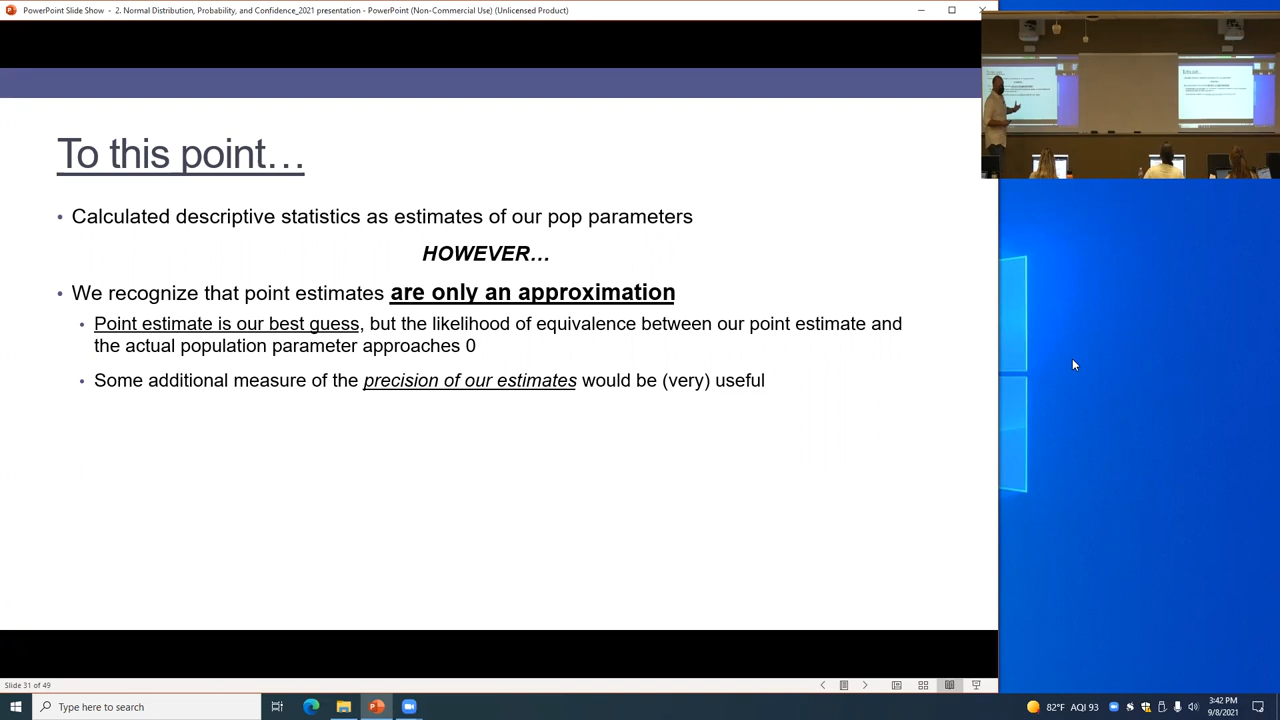 PowerPoint Slide Show - 2. Normal Distribution, Probability, and Confidence_2021 presentation - PowerPoint (Non-Commercial Use) (Unlicensed Product)
To this point…
• Calculated descriptive statistics as estimates of our pop parameters
HOWEVER…
• We recognize that point estimates are only an approximation
• Point estimate is our best guess, but the likelihood of equivalence between our point estimate and
the actual population parameter approaches 0
• Some additional measure of the precision of our estimates would be (very) useful
Slide 31 of 49
Type here to search
82°F AQI 93
3:42 PM
9/8/2021